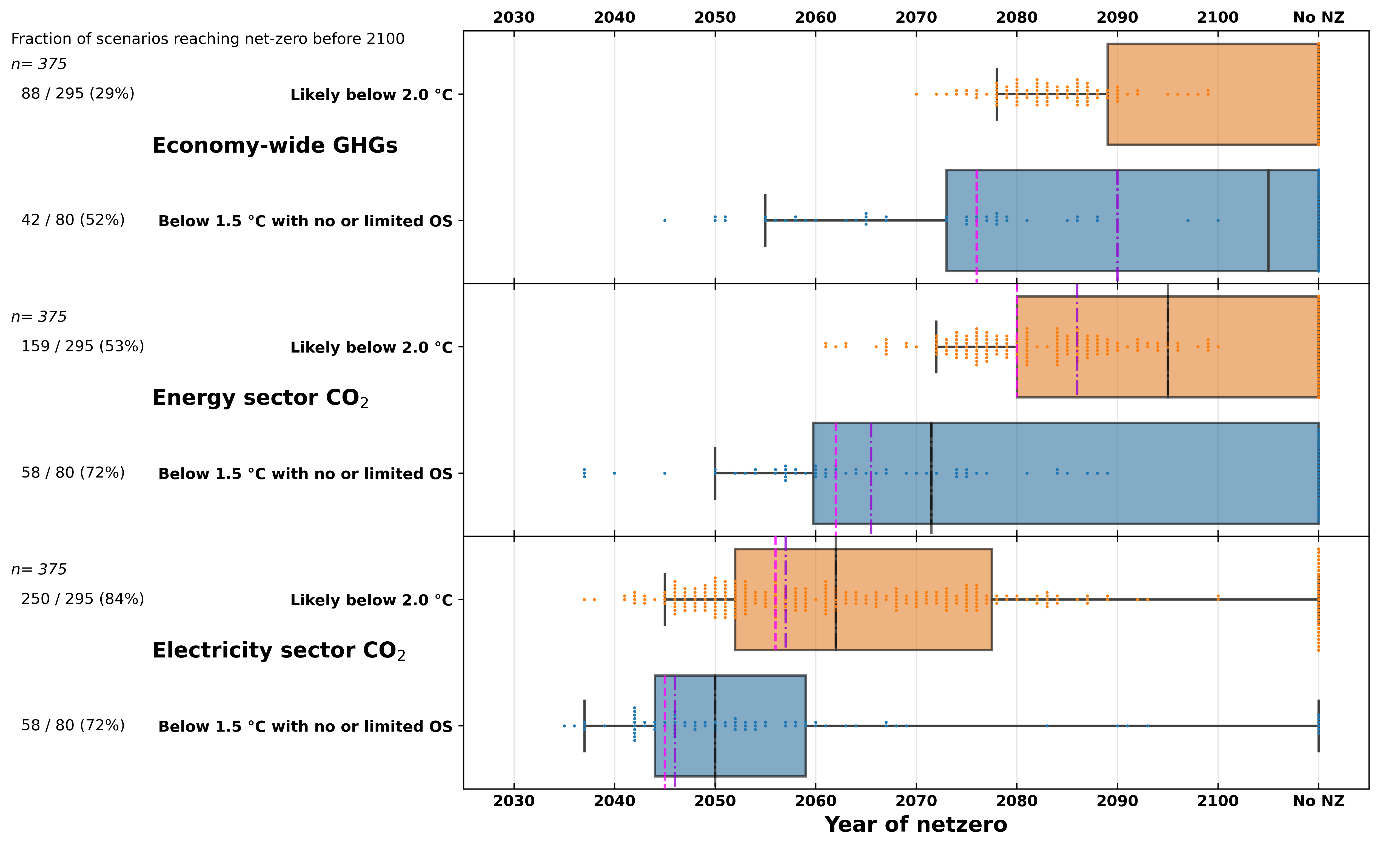 2030 2040 2050 2060 2070 2080 2090 2100 No NZ
Fraction of scenarios reaching net-zero before 2100
n= 375
88 / 295 (29%) Likely below 2.0 °C
Economy-wide GHGs
42 / 80 (52%) Below 1.5 °C with no or limited OS
n= 375
159 / 295 (53%) Likely below 2.0 °C
Energy sector CO₂
58 / 80 (72%) Below 1.5 °C with no or limited OS
n= 375
250 / 295 (84%) Likely below 2.0 °C
Electricity sector CO₂
58 / 80 (72%) Below 1.5 °C with no or limited OS
2030 2040 2050 2060 2070 2080 2090 2100 No NZ
Year of netzero